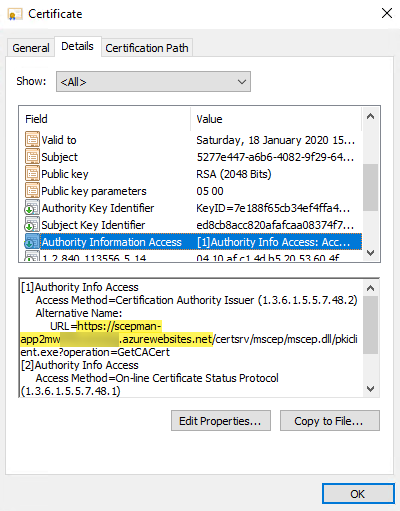 Certificate
General Details Certification Path
Show: <All>
Field Value
Valid to Saturday, 18 January 2020 15...
Subject 5277e447-a6b6-4082-9f29-64...
Public key RSA (2048 Bits)
Public key parameters 05 00
Authority Key Identifier KeyID=7e188f65cb34ef4ffa4...
Subject Key Identifier ed8cb8acc820afafcaa08374f7...
Authority Information Access [1]Authority Info Access: Acc...
1.2.840.113556.5.14 04 10 af c1 4d b5 20 53 60 4f
[1]Authority Info Access
Access Method=Certification Authority Issuer (1.3.6.1.5.5.7.48.2)
Alternative Name:
URL=https://scepman-
app2mw .azurewebsites.net/certsrv/mscep/mscep.dll/pkicli
ent.exe?operation=GetCACert
[2]Authority Info Access
Access Method=On-line Certificate Status Protocol
(1.3.6.1.5.5.7.48.1)
Edit Properties... Copy to File...
OK